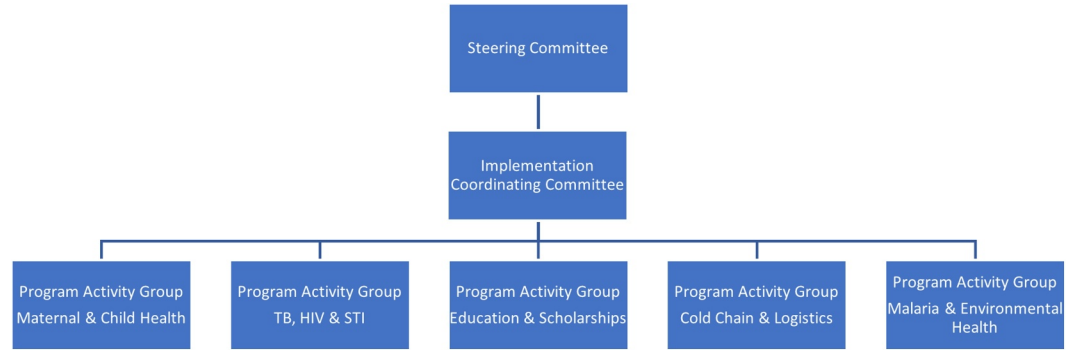 Steering Committee
Implementation
Coordinating Committee
Program Activity Group
Maternal & Child Health
Program Activity Group
TB, HIV & STI
Program Activity Group
Education & Scholarships
Program Activity Group
Cold Chain & Logistics
Program Activity Group
Malaria & Environmental
Health